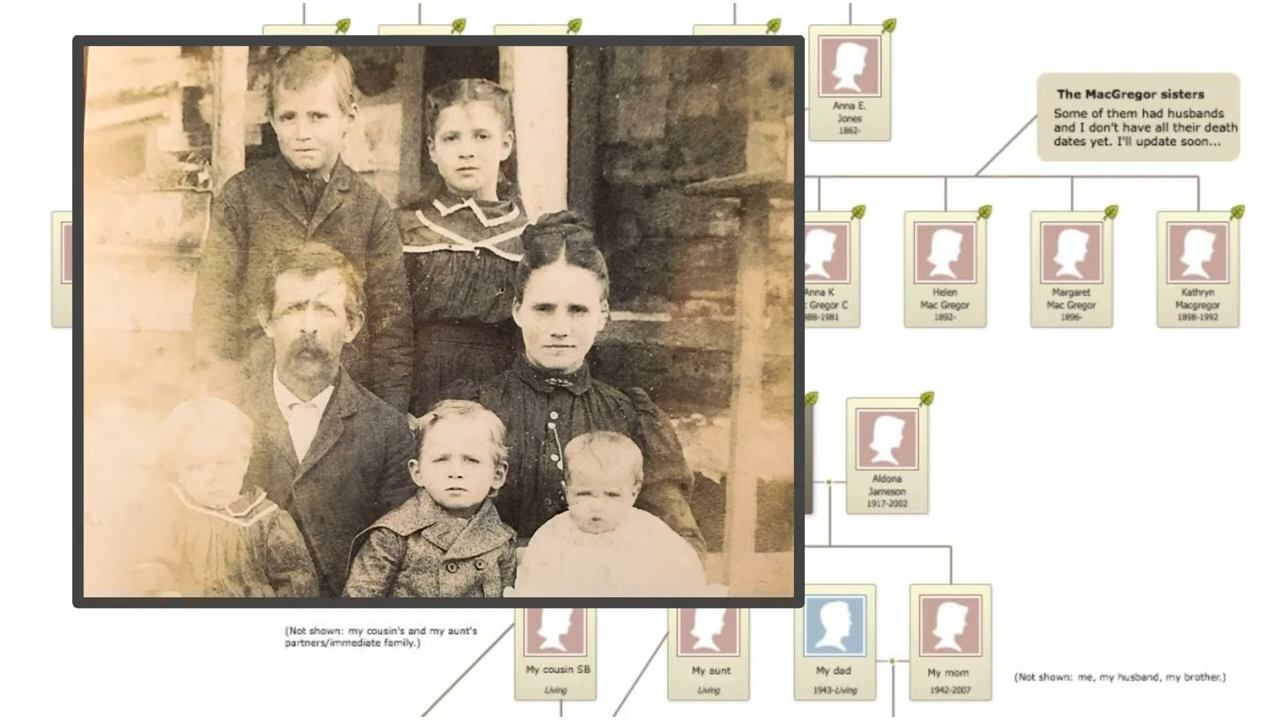 Anna E.
Jones
1862-
The MacGregor sisters
Some of them had husbands
and I don't have all their death
dates yet. I'll update soon...
Anna K
Gregor C
88-1981
Helen
Mac Gregor
1892-
Margaret
Mac Gregor
1896-
Kathryn
Macgregor
1898-1992
Aldona
Jameson
1917-2002
(Not shown: my cousin's and my aunt's
partners/immediate family.)
My cousin SB
Living
My aunt
Living
My dad
1943-Living
My mom
1942-2007
(Not shown: me, my husband, my brother.)